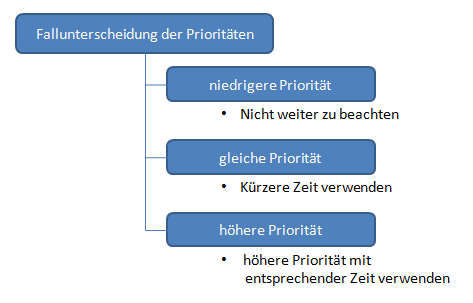 Fallunterscheidung der Prioritäten
niedrigere Priorität
• Nicht weiter zu beachten
gleiche Priorität
• Kürzere Zeit verwenden
höhere Priorität
• höhere Priorität mit
entsprechender Zeit verwenden